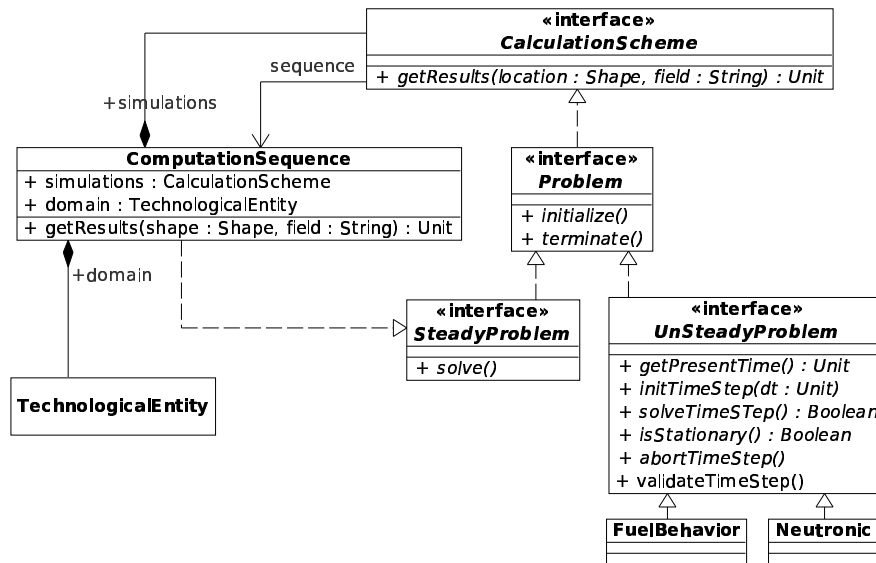 «interface»
CalculationScheme
+ getResults(location : Shape, field : String) : Unit
sequence
+simulations
ComputationSequence
+ simulations : CalculationScheme
+ domain : TechnologicalEntity
+ getResults(shape : Shape, field : String) : Unit
«interface»
Problem
+ initialize()
+ terminate()
+domain
«interface»
SteadyProblem
+ solve()
«interface»
UnSteadyProblem
+ getPresentTime() : Unit
+ initTimeStep(dt : Unit)
+ solveTimeSTep() : Boolean
+ isStationary() : Boolean
+ abortTimeStep()
+ validateTimeStep()
TechnologicalEntity
FuelBehavior
Neutronic